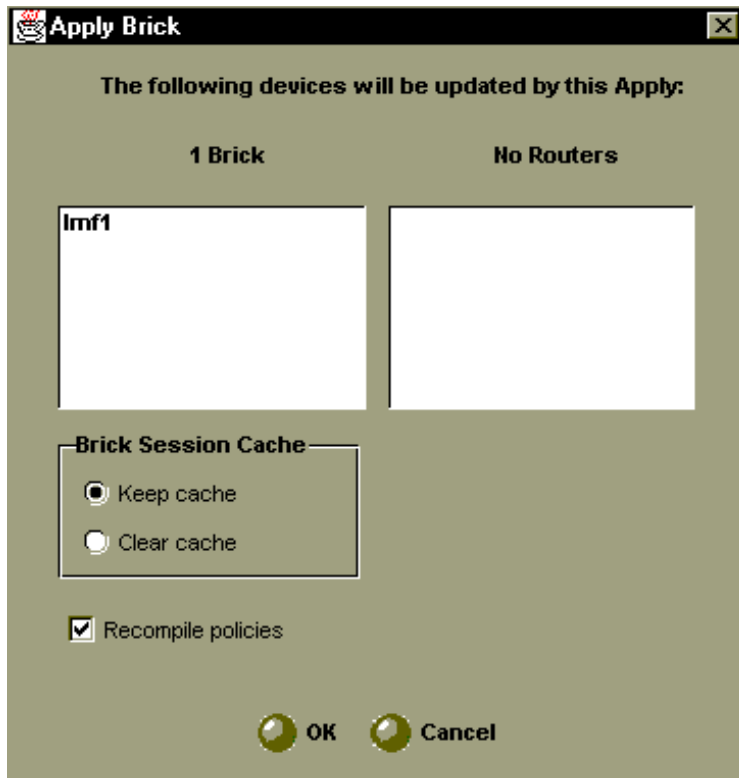 Apply Brick
The following devices will be updated by this Apply:
1 Brick
No Routers
lmf1
Brick Session Cache
Keep cache
Clear cache
Recompile policies
OK
Cancel